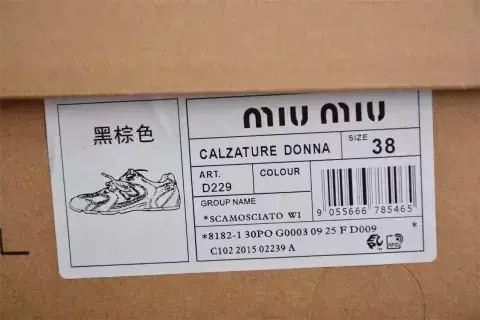 黑棕色
miu miu
CALZATURE DONNA
SIZE
38
ART.
D229
COLOUR
GROUP NAME
*SCAMOSCIATO WI
9 055666 785465
*8182-1 30PO G0003 09 25 F D009 *
C102 2015 02239 A